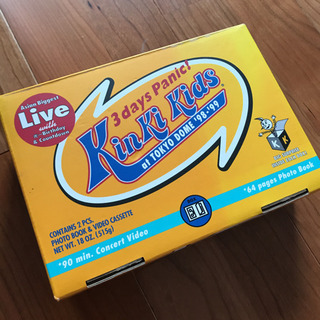 Asian Biggest
Live
with
a Birthday
& Countdown
3 days Panic!
KinKi Kids
at TOKYO DOME '98-'99
K K
CONTAINS 2 PCS.
PHOTO BOOK & VIDEO CASSETTE
NET WT. 18 OZ. (515g)
*64 pages Photo Book
*90 min. Concert Video